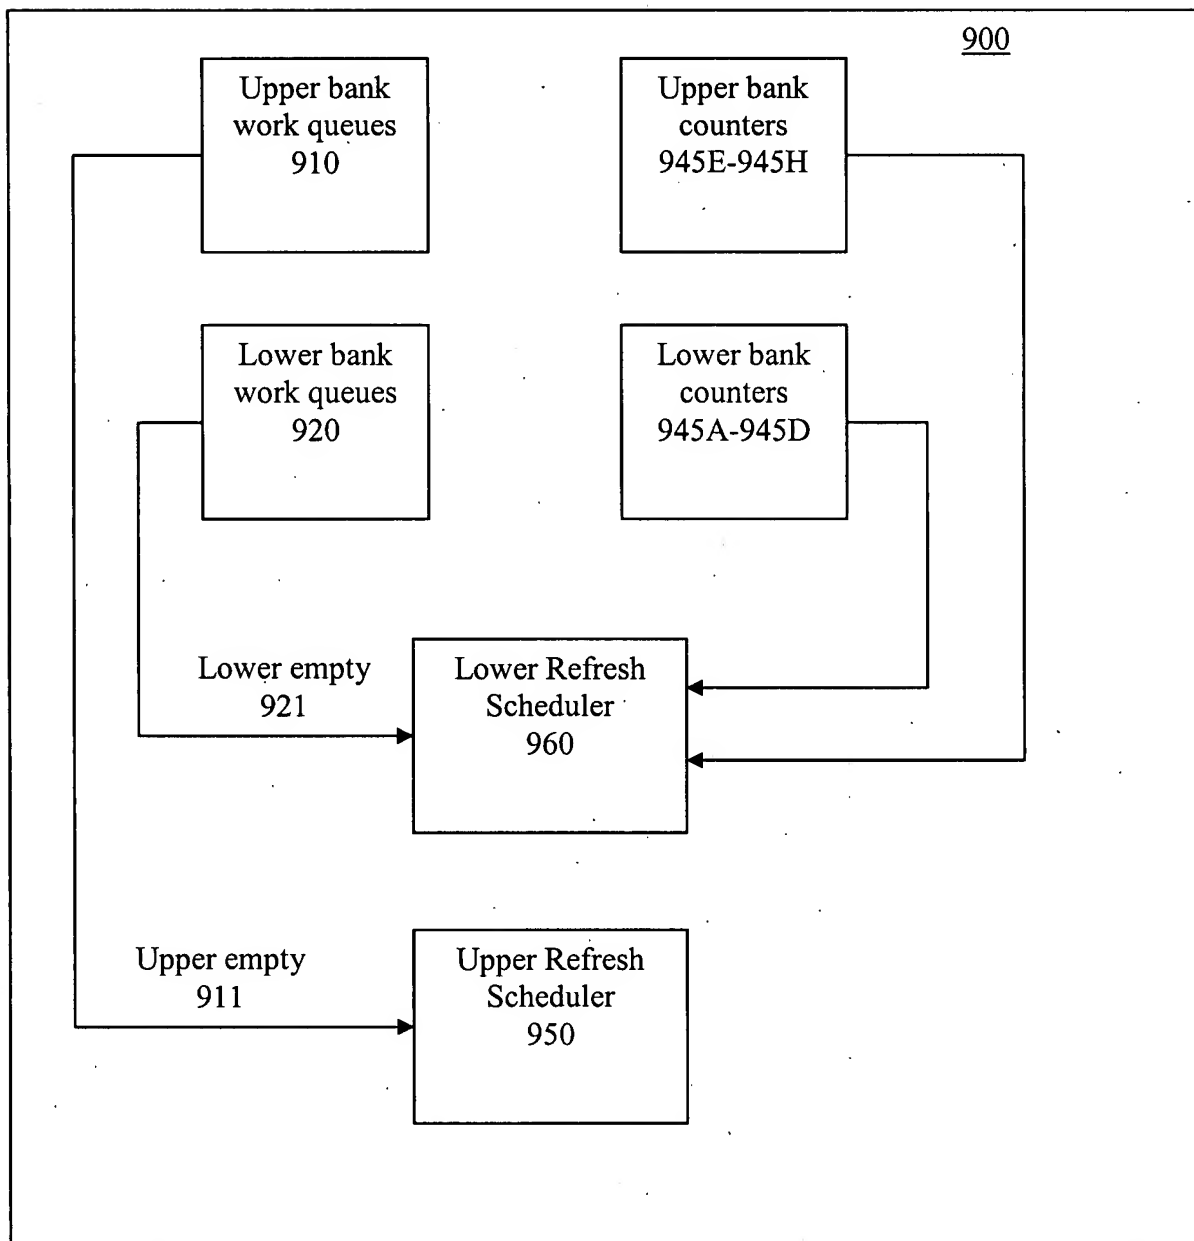 900
Upper bank
work queues
910
Upper bank
counters
945E-945H
Lower bank
work queues
920
Lower bank
counters
945A-945D
Lower empty
921
Lower Refresh
Scheduler
960
Upper empty
911
Upper Refresh
Scheduler
950